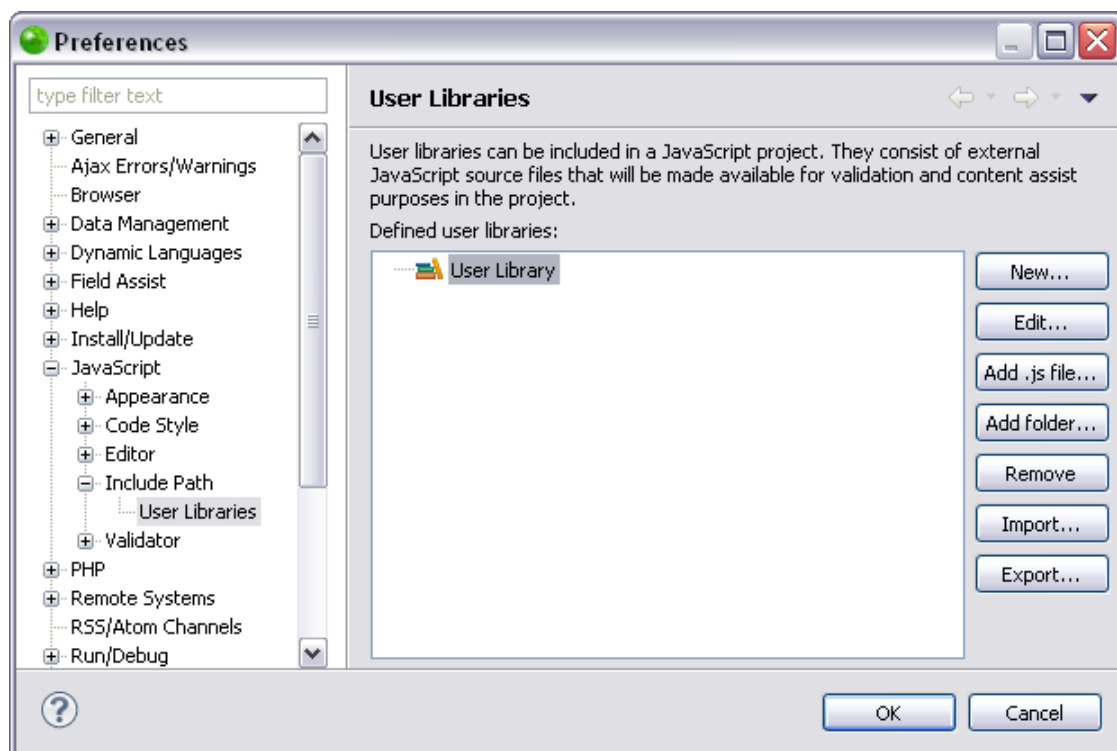 Preferences
type filter text
General
Ajax Errors/Warnings
Browser
Data Management
Dynamic Languages
Field Assist
Help
Install/Update
JavaScript
Appearance
Code Style
Editor
Include Path
User Libraries
Validator
PHP
Remote Systems
RSS/Atom Channels
Run/Debug
User Libraries
User libraries can be included in a JavaScript project. They consist of external
JavaScript source files that will be made available for validation and content assist
purposes in the project.
Defined user libraries:
User Library
New...
Edit...
Add .js file...
Add folder...
Remove
Import...
Export...
?
OK
Cancel